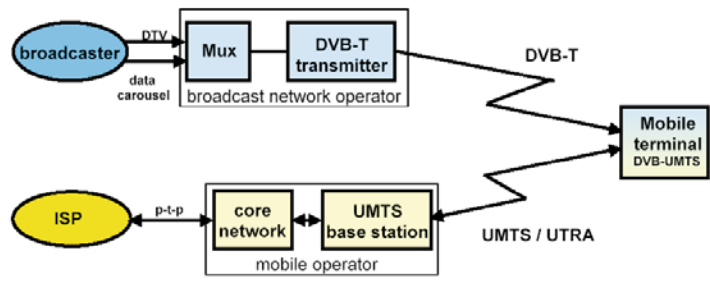 broadcaster
DTV
data
carousel
Mux
DVB-T
transmitter
broadcast network operator
DVB-T
Mobile
terminal
DVB-UMTS
ISP
p-t-p
core
network
UMTS
base station
mobile operator
UMTS / UTRA